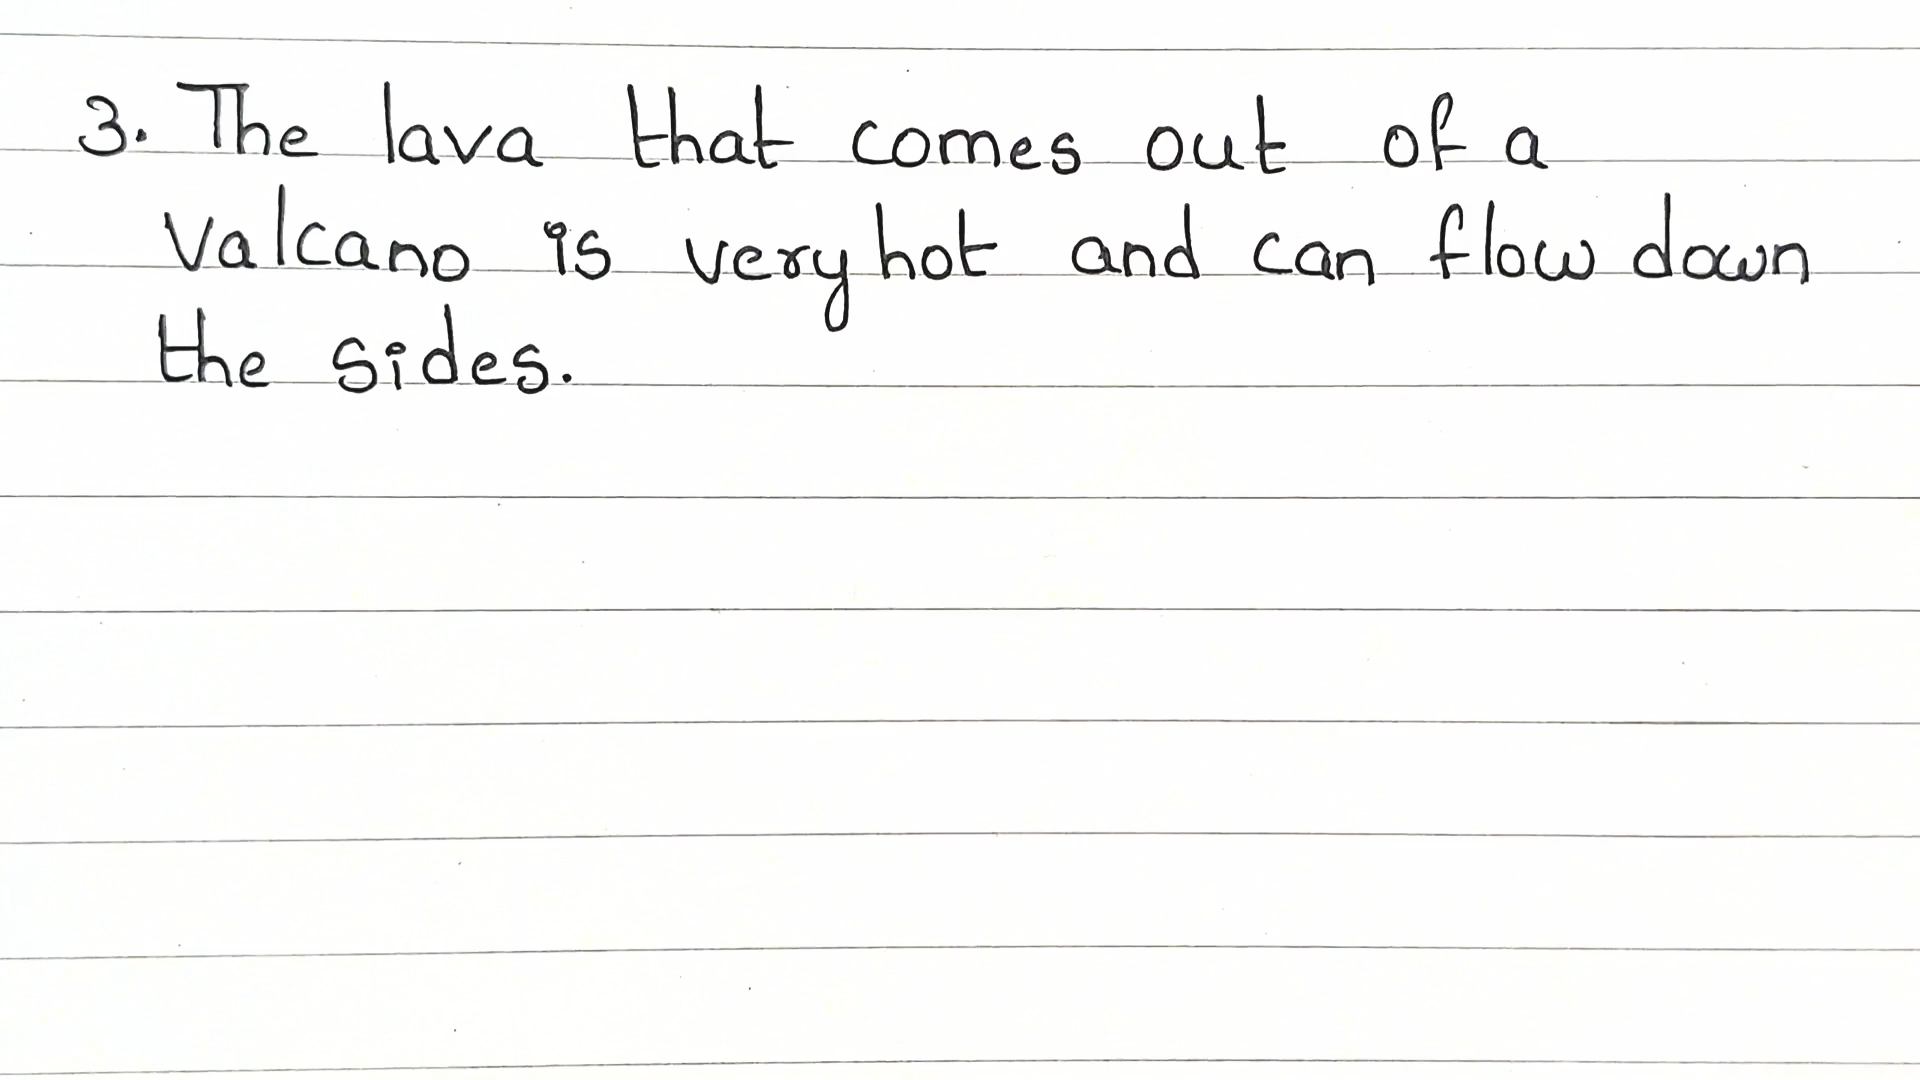 3. The lava that comes out of a
Valcano is very hot and can flow down
the sides.